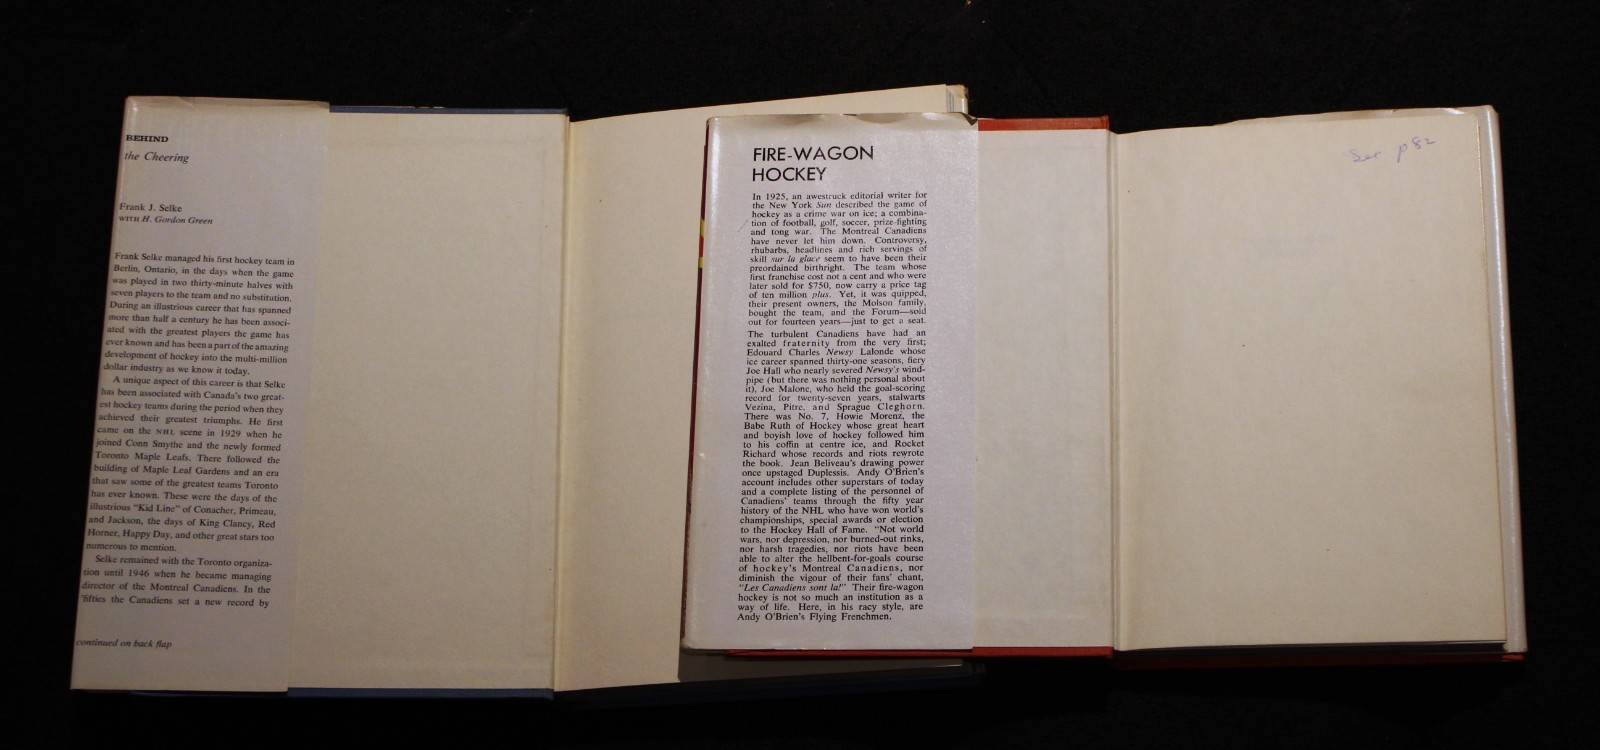 BEHIND
the Cheering
Frank J. Selke
WITH H. Gordon Green
Frank Selke managed his first hockey team in
Berlin, Ontario, in the days when the game
was played in two thirty-minute halves with
seven players to the team and no substitution.
During an illustrious career that has spanned
more than half a century he has been associ-
ated with the greatest players the game has
ever known and has been a part of the amazing
development of hockey into the multi-million
dollar industry as we know it today.
A unique aspect of this career is that Selke
has been associated with Canada's two great-
est hockey teams during the period when they
achieved their greatest triumphs. He first
came on the NHL scene in 1929 when he
joined Conn Smythe and the newly formed
Toronto Maple Leafs. There followed the
building of Maple Leaf Gardens and an era
that saw some of the greatest teams Toronto
has ever known. These were the days of the
illustrious "Kid Line" of Conacher, Primeau,
and Jackson, the days of King Clancy, Red
Horner, Happy Day, and other great stars too
numerous to mention.
Selke remained with the Toronto organiza-
tion until 1946 when he became managing
director of the Montreal Canadiens. In the
'fifties the Canadiens set a new record by
continued on back flap
FIRE-WAGON
HOCKEY
In 1925, an awestruck editorial writer for
the New York Sun described the game of
hockey as a crime war on ice; a combina-
tion of football, golf, soccer, prize-fighting
and tong war. The Montreal Canadiens
have never let him down. Controversy,
rhubarbs, headlines and rich servings of
skill sur la glace seem to have been their
preordained birthright. The team whose
first franchise cost not a cent and who were
later sold for $750, now carry a price tag
of ten million plus. Yet, it was quipped,
their present owners, the Molson family,
bought the team, and the Forum—sold
out for fourteen years—just to get a seat.
The turbulent Canadiens have had an
exalted fraternity from the very first;
Edouard Charles Newsy Lalonde whose
ice career spanned thirty-one seasons, fiery
Joe Hall who nearly severed Newsy's wind-
pipe (but there was nothing personal about
it), Joe Malone, who held the goal-scoring
record for twenty-seven years, stalwarts
Vezina, Pitre, and Sprague Cleghorn.
There was No. 7, Howie Morenz, the
Babe Ruth of Hockey whose great heart
and boyish love of hockey followed him
to his coffin at centre ice, and Rocket
Richard whose records and riots rewrote
the book. Jean Beliveau's drawing power
once upstaged Duplessis. Andy O'Brien's
account includes other superstars of today
and a complete listing of the personnel of
Canadiens' teams through the fifty year
history of the NHL who have won world's
championships, special awards or election
to the Hockey Hall of Fame. "Not world
wars, nor depression, nor burned-out rinks,
nor harsh tragedies, nor riots have been
able to alter the hellbent-for-goals course
of hockey's Montreal Canadiens, nor
diminish the vigour of their fans' chant,
"Les Canadiens sont la!" Their fire-wagon
hockey is not so much an institution as a
way of life. Here, in his racy style, are
Andy O'Brien's Flying Frenchmen.
See p 82